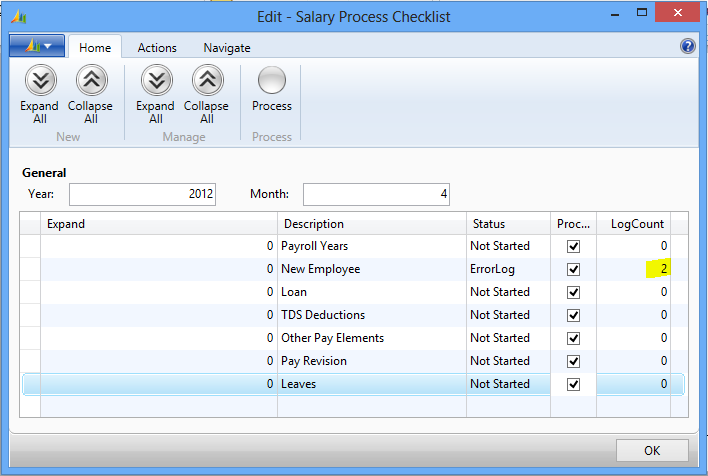 Edit - Salary Process Checklist
Home Actions Navigate
Expand All Collapse All Expand All Collapse All Process
New Manage Process
General
Year: 2012 Month: 4
Expand Description Status Proc... LogCount
0 Payroll Years Not Started 0
0 New Employee ErrorLog 2
0 Loan Not Started 0
0 TDS Deductions Not Started 0
0 Other Pay Elements Not Started 0
0 Pay Revision Not Started 0
0 Leaves Not Started 0
OK